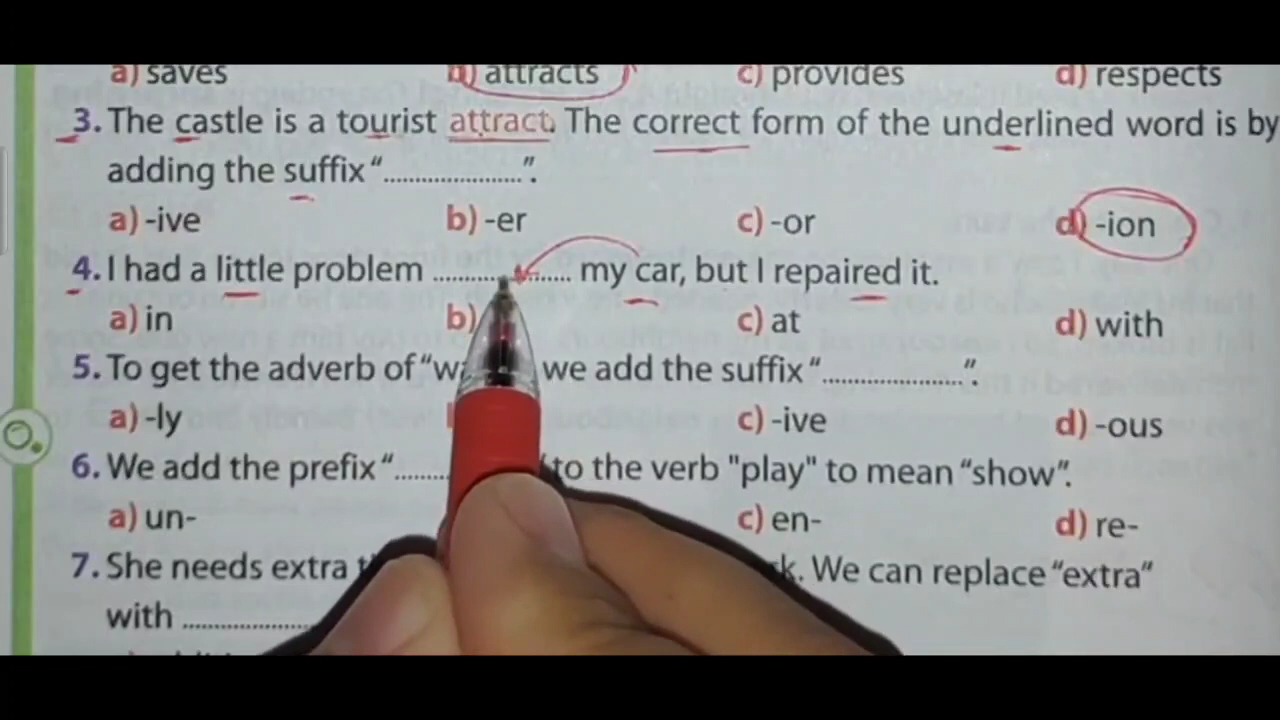 a) saves b) attracts c) provides d) respects
3. The castle is a tourist attract. The correct form of the underlined word is by
adding the suffix “....................”.
a) -ive b) -er c) -or d) -ion
4. I had a little problem .................... my car, but I repaired it.
a) in b) c) at d) with
5. To get the adverb of “ we add the suffix “ ....................”.
a) -ly c) -ive d) -ous
6. We add the prefix “........ to the verb "play" to mean “show”.
a) un- c) en- d) re-
7. She needs extra We can replace “extra”
with ....................